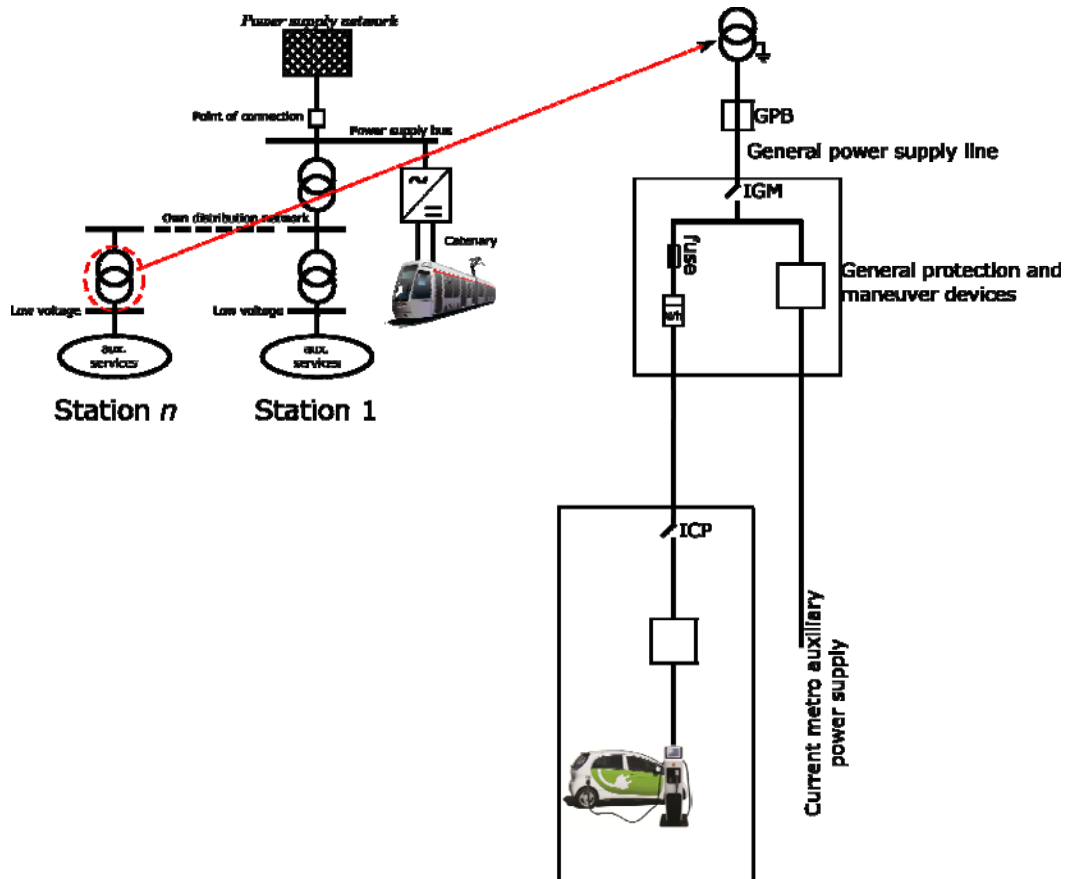 Power supply network
Point of connection
Power supply bus
Own distribution network
Catenary
Low voltage
Low voltage
aux.
services
aux.
services
Station n
Station 1
GPB
General power supply line
IGM
fuse
General protection and
maneuver devices
ICP
Current metro auxiliary
power supply